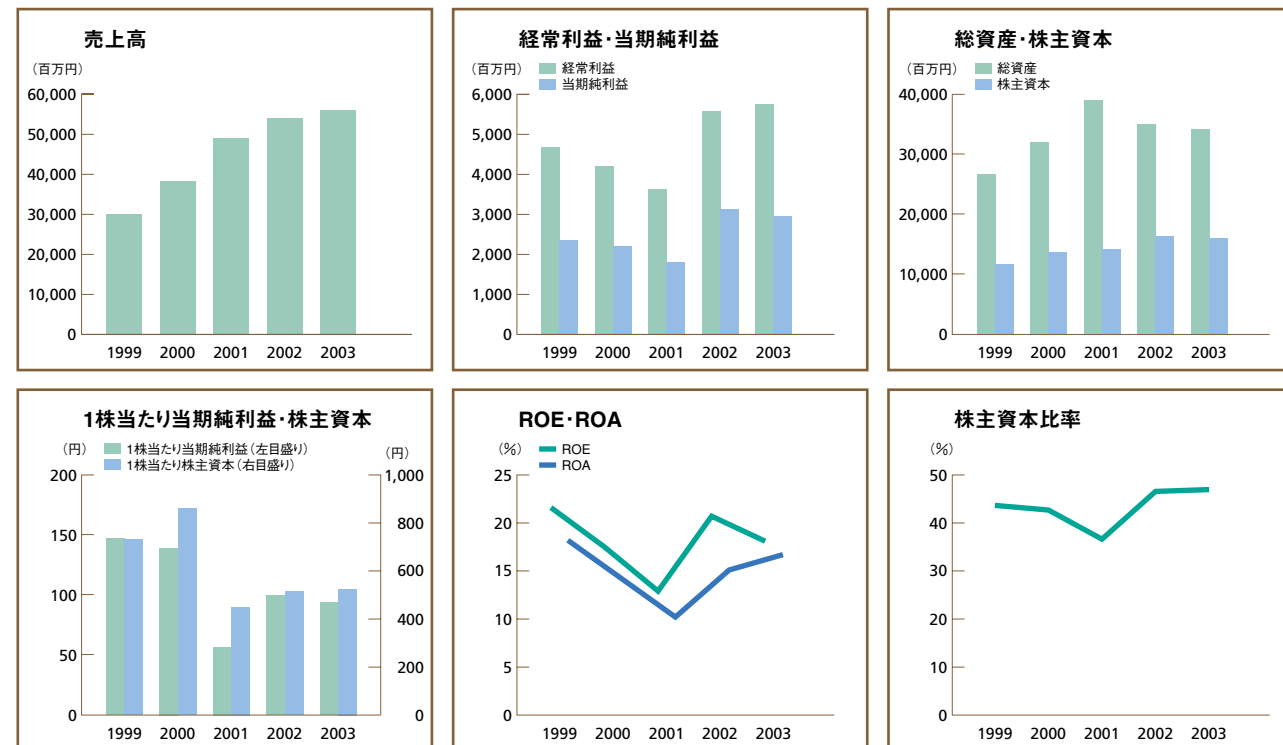 売上高
（百万円）
60,000
50,000
40,000
30,000
20,000
10,000
0
1999 2000 2001 2002 2003
経常利益・当期純利益
（百万円）
経常利益
当期純利益
6,000
5,000
4,000
3,000
2,000
1,000
0
1999 2000 2001 2002 2003
総資産・株主資本
（百万円）
総資産
株主資本
40,000
30,000
20,000
10,000
0
1999 2000 2001 2002 2003
1株当たり当期純利益・株主資本
（円）
1株当たり当期純利益（左目盛り）
1株当たり株主資本（右目盛り）
（円）
200 1,000
800
150
600
100
400
50
200
0 0
1999 2000 2001 2002 2003
ROE・ROA
（%）
ROE
ROA
25
20
15
10
5
0
1999 2000 2001 2002 2003
株主資本比率
（%）
50
40
30
20
10
0
1999 2000 2001 2002 2003